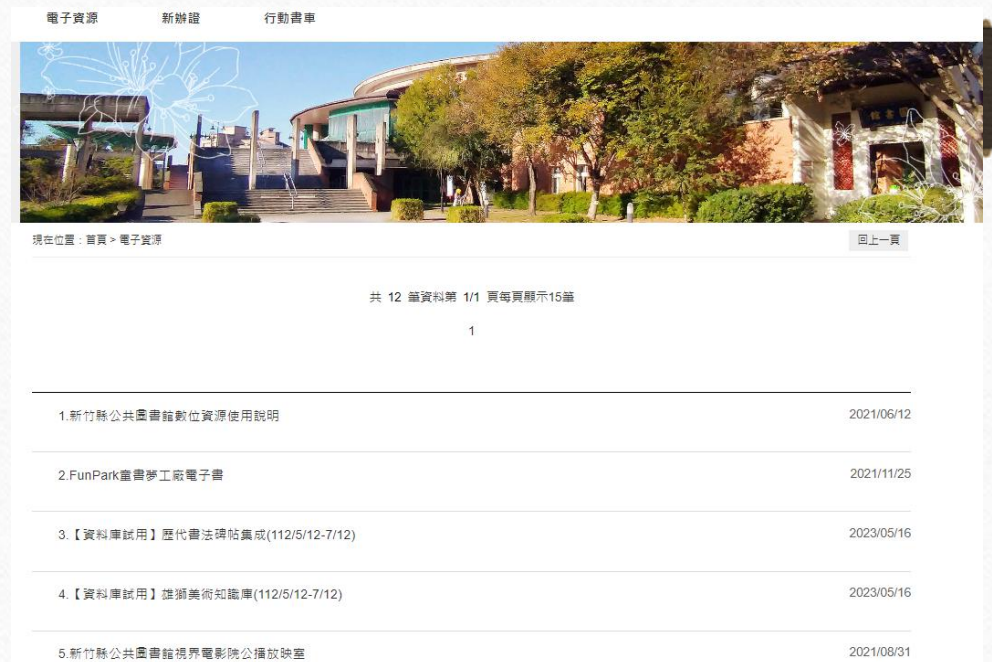 電子資源 新辦證 行動書車
現在位置：首頁 > 電子資源 回上一頁
共 12 筆資料第 1/1 頁每頁顯示15筆
1
1.新竹縣公共圖書館數位資源使用說明 2021/06/12
2.FunPark童書夢工廠電子書 2021/11/25
3.【資料庫試用】歷代書法碑帖集成(112/5/12-7/12) 2023/05/16
4.【資料庫試用】雄獅美術知識庫(112/5/12-7/12) 2023/05/16
5.新竹縣公共圖書館視界電影院公播放映室 2021/08/31